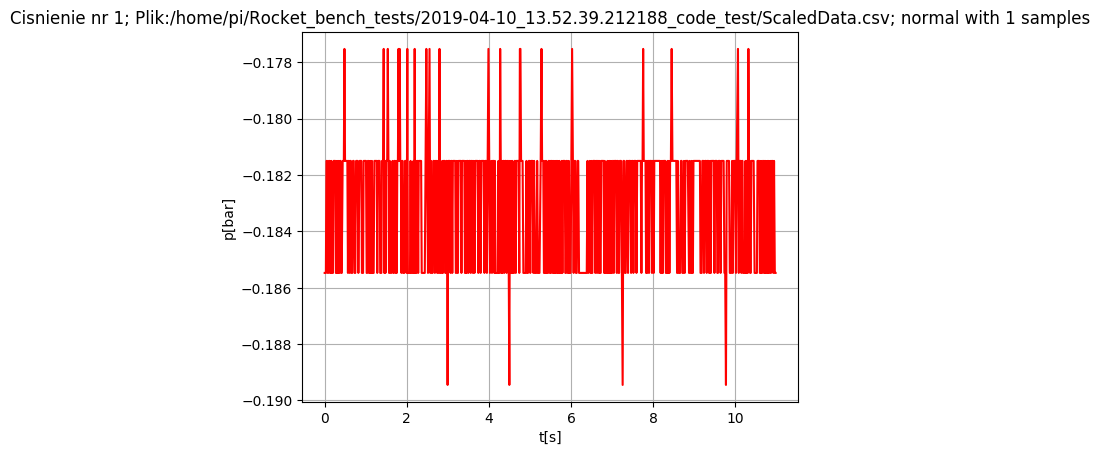 Cisnienie nr 1; Plik:/home/pi/Rocket_bench_tests/2019-04-10_13.52.39.212188_code_test/ScaledData.csv; normal with 1 samples
−0.178
−0.180
−0.182
−0.184
−0.186
−0.188
−0.190
p[bar]
0 2 4 6 8 10
t[s]